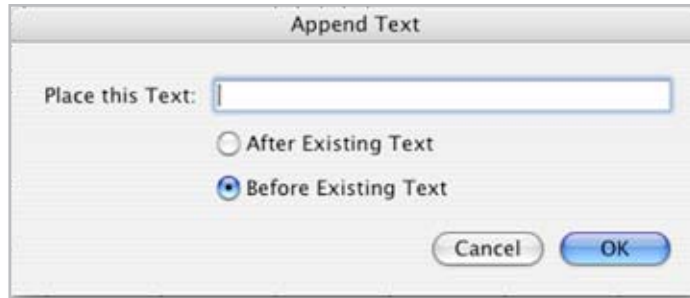 Append Text
Place this Text:
After Existing Text
Before Existing Text
Cancel OK